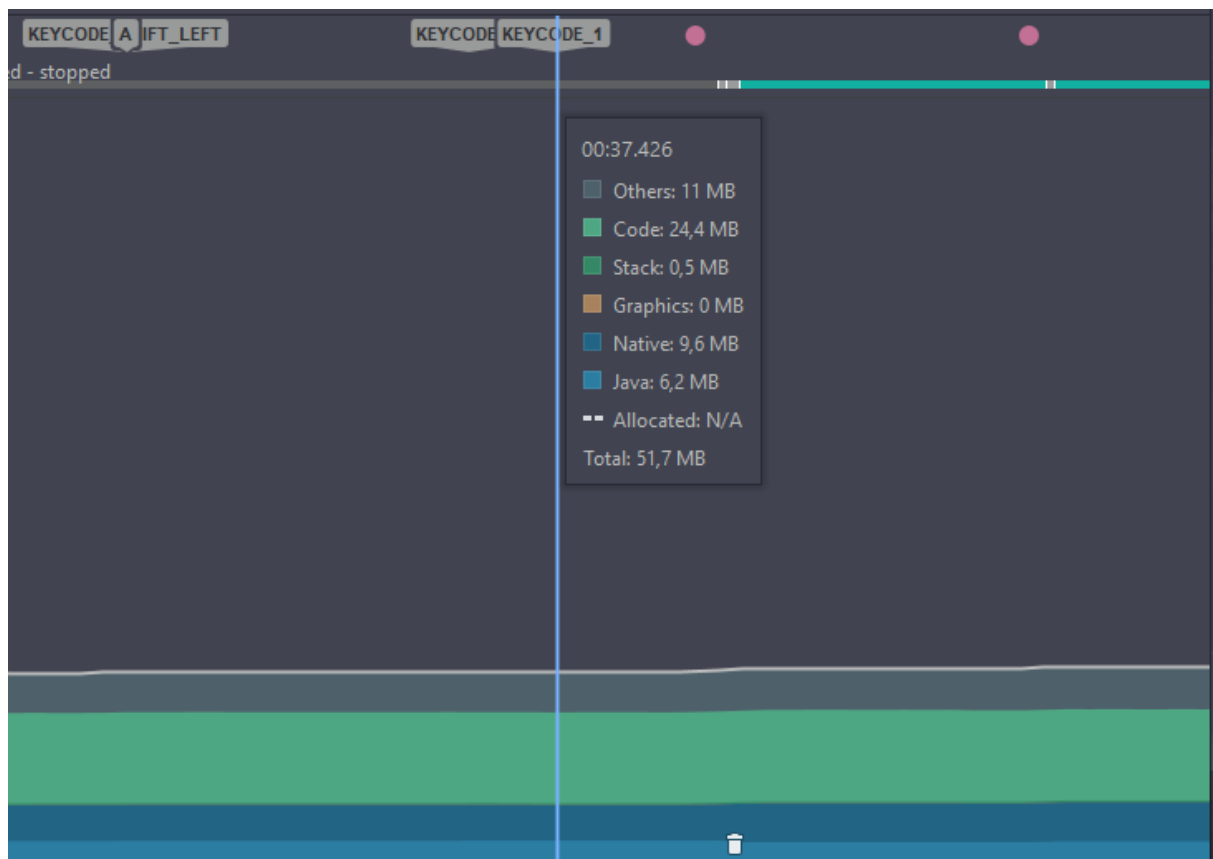 KEYCODE A IFT_LEFT KEYCODE KEYCODE_1
ed - stopped
00:37.426
Others: 11 MB
Code: 24,4 MB
Stack: 0,5 MB
Graphics: 0 MB
Native: 9,6 MB
Java: 6,2 MB
Allocated: N/A
Total: 51,7 MB